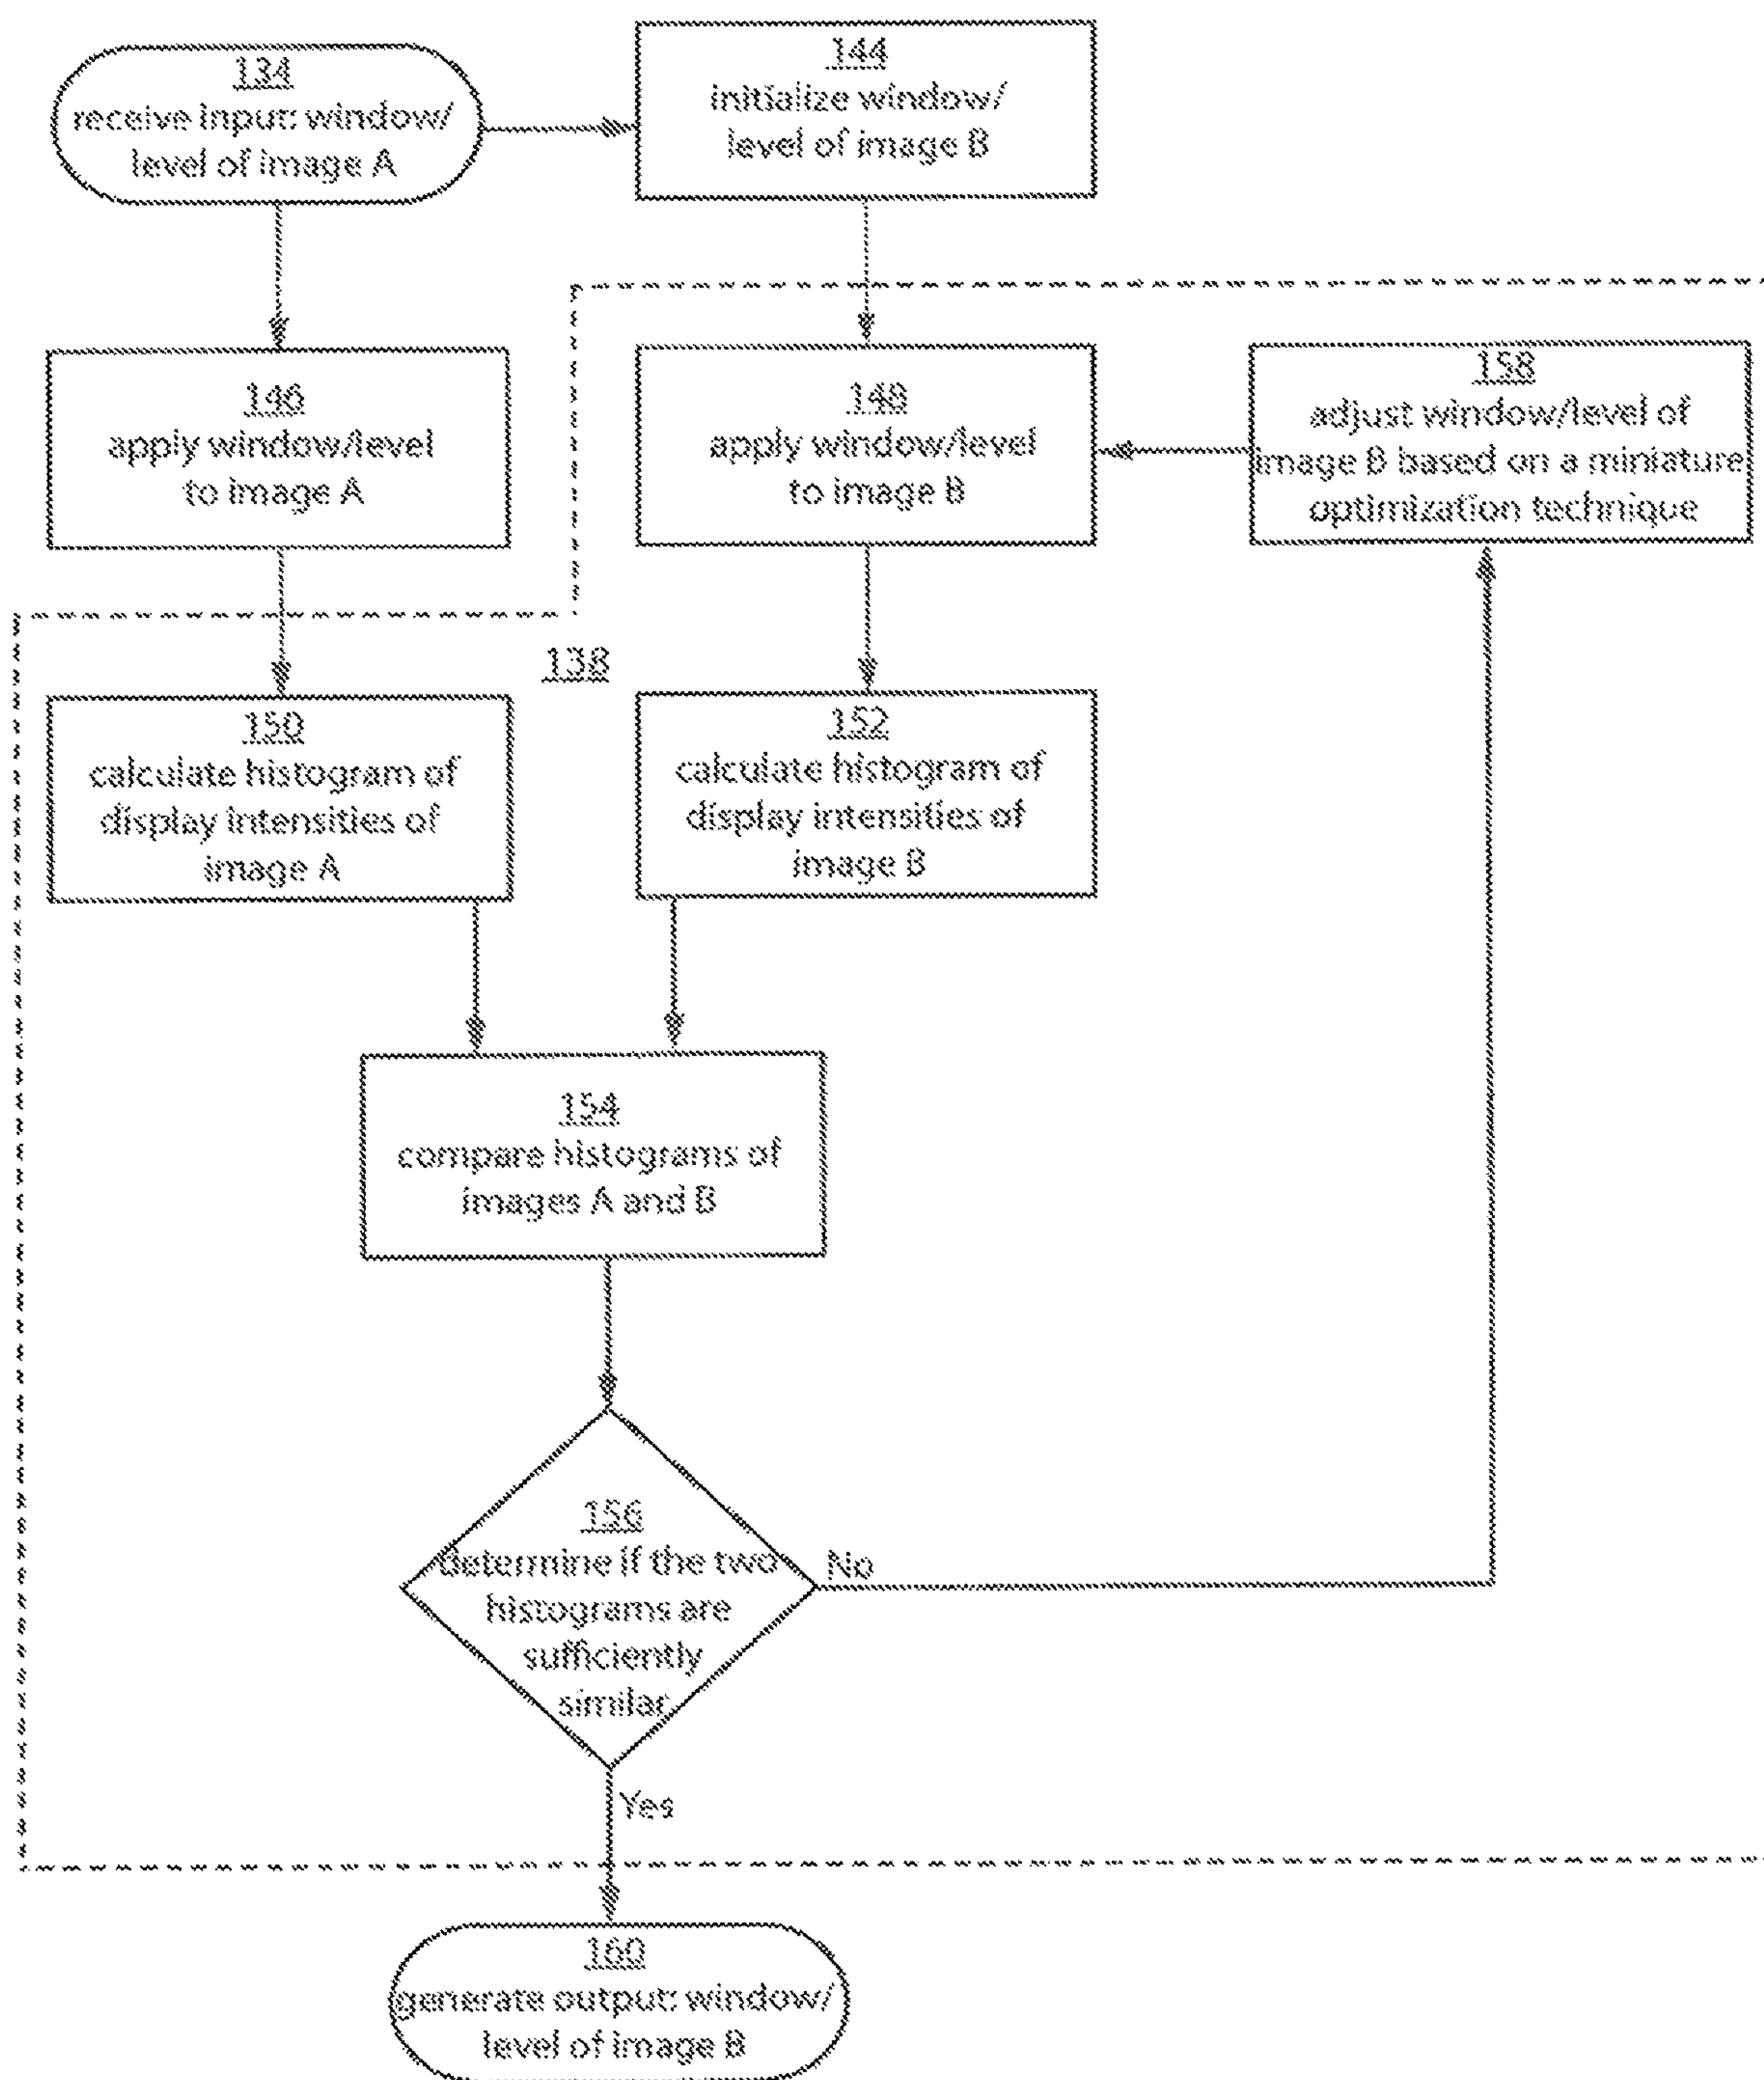 134
receive input: window/
level of image A
144
initialize window/
level of image B
146
apply window/level
to image A
148
apply window/level
to image B
158
adjust window/level of
image B based on a miniature
optimization technique
138
150
calculate histogram of
display intensities of
image A
152
calculate histogram of
display intensities of
image B
154
compare histograms of
images A and B
156
determine if the two
histograms are
sufficiently
similar
No
Yes
160
generate output: window/
level of image B